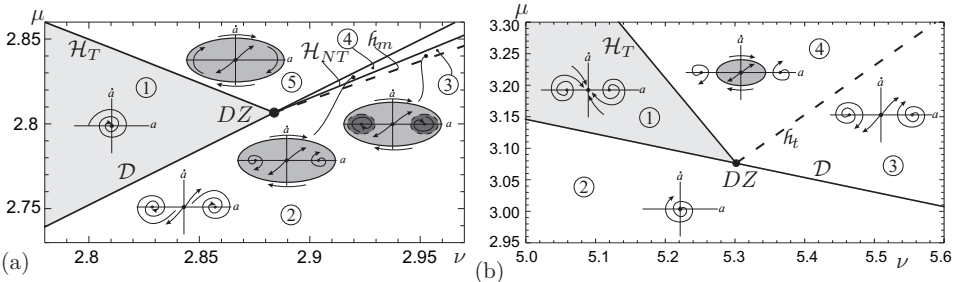 μ
2.85
2.8
2.75
2.8
2.85
2.9
2.95
ν
(a)
ℋ_T
①
ȧ
a
DZ
𝒟
ȧ
⑤
ℋ_NT
④
ℏ_m
③
ȧ
ȧ
ȧ
a
②
μ
3.30
3.25
3.20
3.15
3.10
3.05
3.00
2.95
5.0
5.1
5.2
5.3
5.4
5.5
5.6
ν
(b)
ℋ_T
ȧ
a
①
ȧ
a
④
ȧ
a
ℏ_t
③
DZ
𝒟
②
ȧ
a